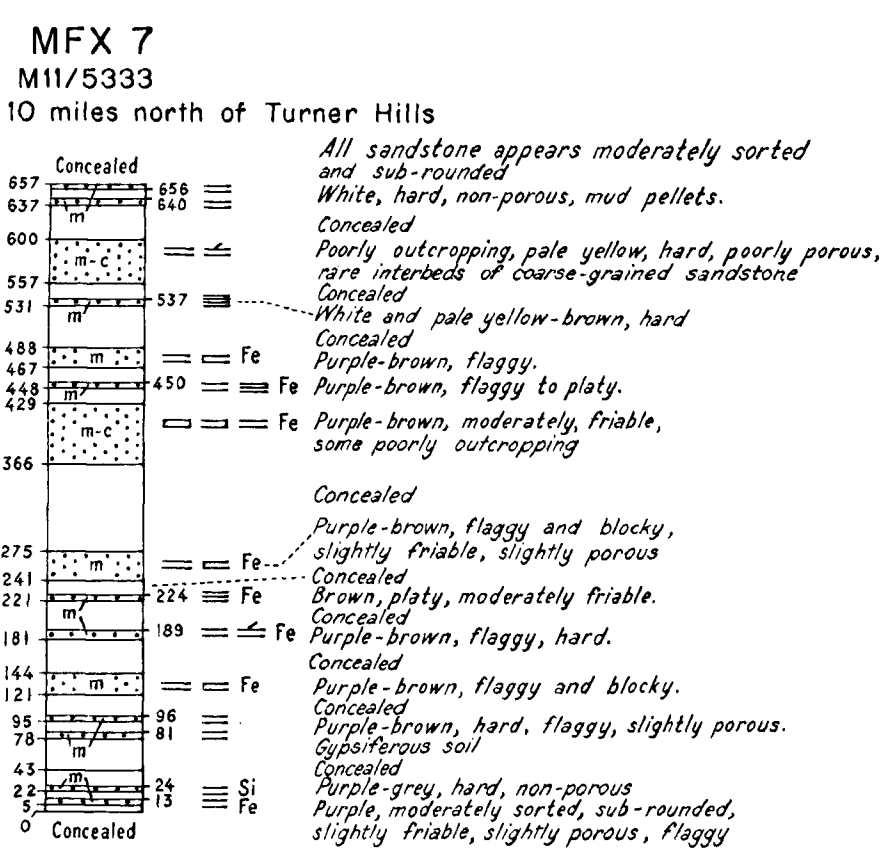 MFX 7
M11/5333
10 miles north of Turner Hills
All sandstone appears moderately sorted
and sub-rounded
Concealed
657 656 White, hard, non-porous, mud pellets.
637 m 640
Concealed
600 m-c Poorly outcropping, pale yellow, hard, poorly porous,
rare interbeds of coarse-grained sandstone
557 Concealed
537
531 m White and pale yellow-brown, hard
Concealed
488 m Fe Purple-brown, flaggy.
467
448 m 450 Fe Purple-brown, flaggy to platy.
429
m-c Fe Purple-brown, moderately, friable,
some poorly outcropping
366
Concealed
Purple-brown, flaggy and blocky,
275 m Fe slightly friable, slightly porous
241 Concealed
221 224 Fe Brown, platy, moderately friable.
m Concealed
181 189 Fe Purple-brown, flaggy, hard.
Concealed
144 m Fe Purple-brown, flaggy and blocky.
121 Concealed
95 96 Purple-brown, hard, flaggy, slightly porous.
78 m 81 Gypsiferous soil
43 m Concealed
22 24 Si Purple-grey, hard, non-porous
5 13 Fe Purple, moderately sorted, sub-rounded,
0 Concealed slightly friable, slightly porous, flaggy